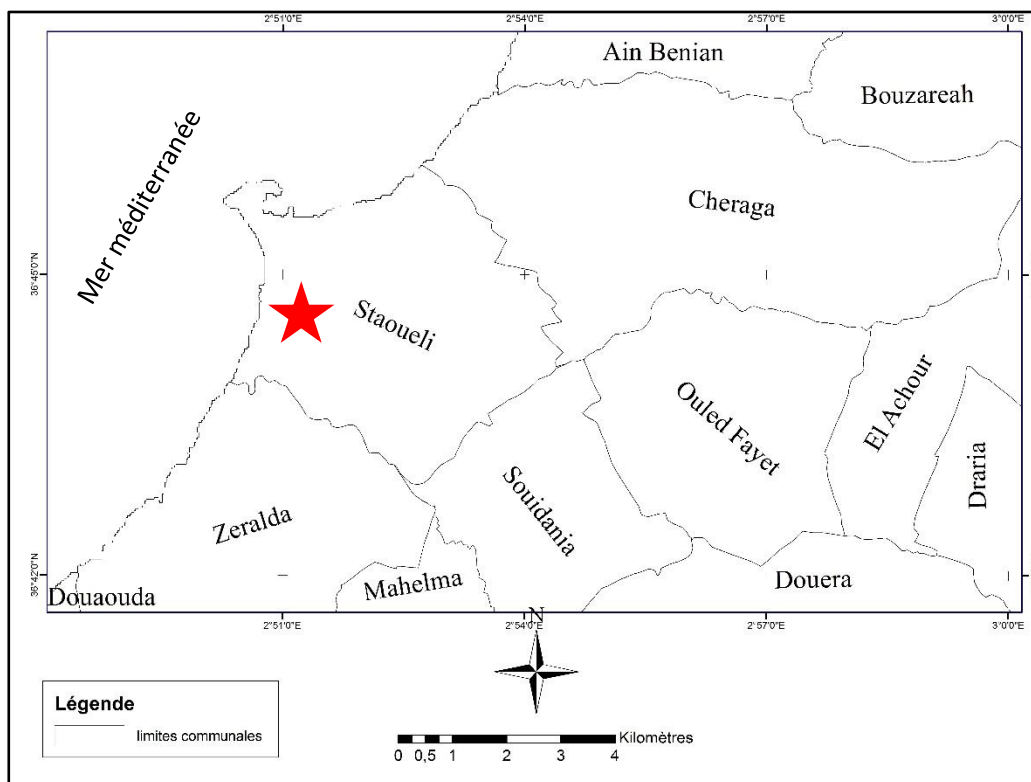 2°51'0"E 2°54'0"E 2°57'0"E 3°0'0"E
Ain Benian
Bouzareah
Mer méditerranée
Cheraga
36°45'0"N
Staoueli
Ouled Fayet
El Achour
Draria
Souidania
Zeralda
Mahelma
Douera
36°42'0"N
Douaouda
2°51'0"E 2°54'0"E 2°57'0"E 3°0'0"E
N
Légende
limites communales
Kilomètres
0 0,5 1 2 3 4